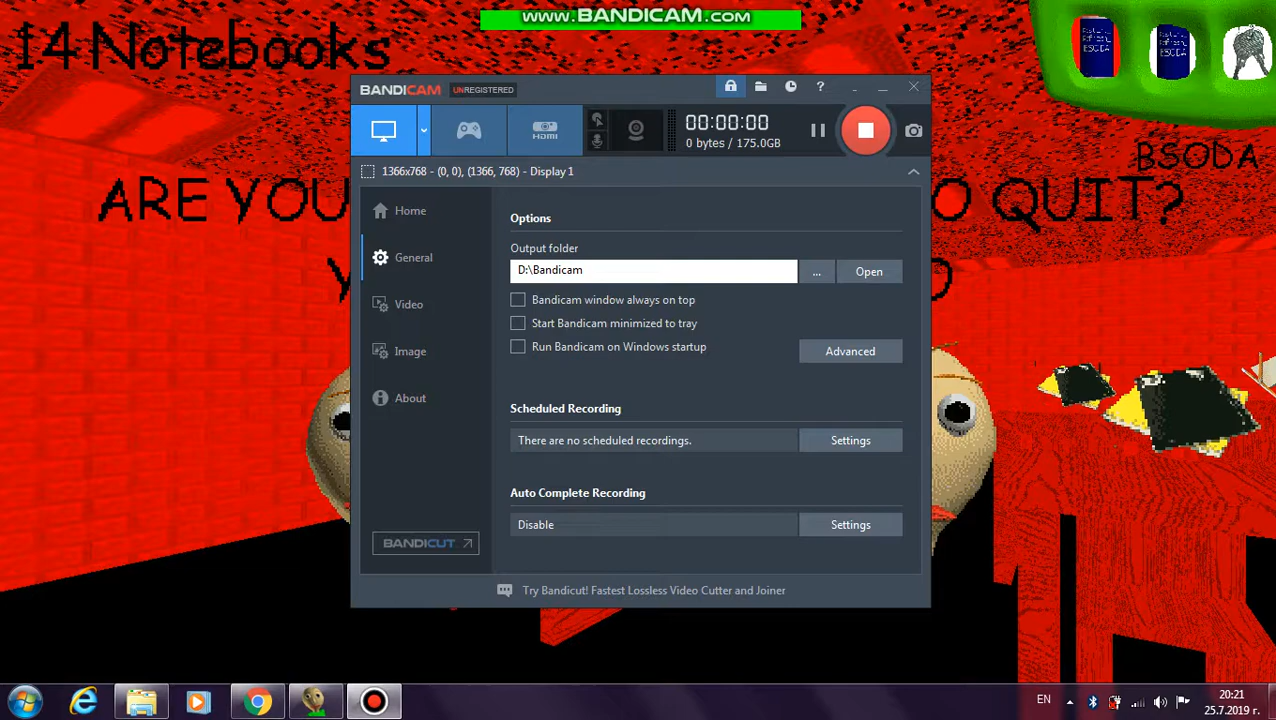 www.BANDICAM.com
14 Notebooks
BANDICAM UNREGISTERED
?
HDMI
00:00:00
0 bytes / 175.0GB
BSODA
1366x768 - (0, 0), (1366, 768) - Display 1
ARE YOU
O QUIT?
Home
General
Video
Image
About
BANDICUT
Options
Output folder
D:\Bandicam
...
Open
Bandicam window always on top
Start Bandicam minimized to tray
Run Bandicam on Windows startup
Advanced
Scheduled Recording
There are no scheduled recordings.
Settings
Auto Complete Recording
Disable
Settings
Try Bandicut! Fastest Lossless Video Cutter and Joiner
EN
20:21
25.7.2019 г.